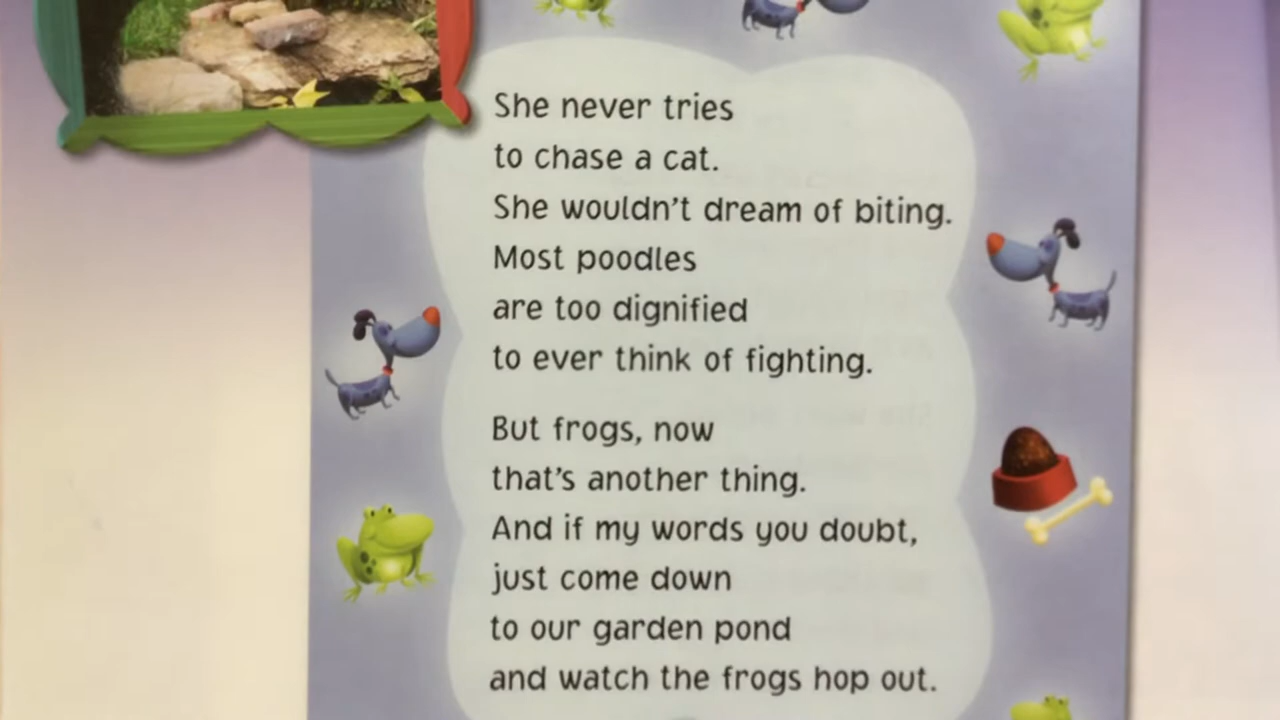 She never tries
to chase a cat.
She wouldn't dream of biting.
Most poodles
are too dignified
to ever think of fighting.
But frogs, now
that's another thing.
And if my words you doubt,
just come down
to our garden pond
and watch the frogs hop out.